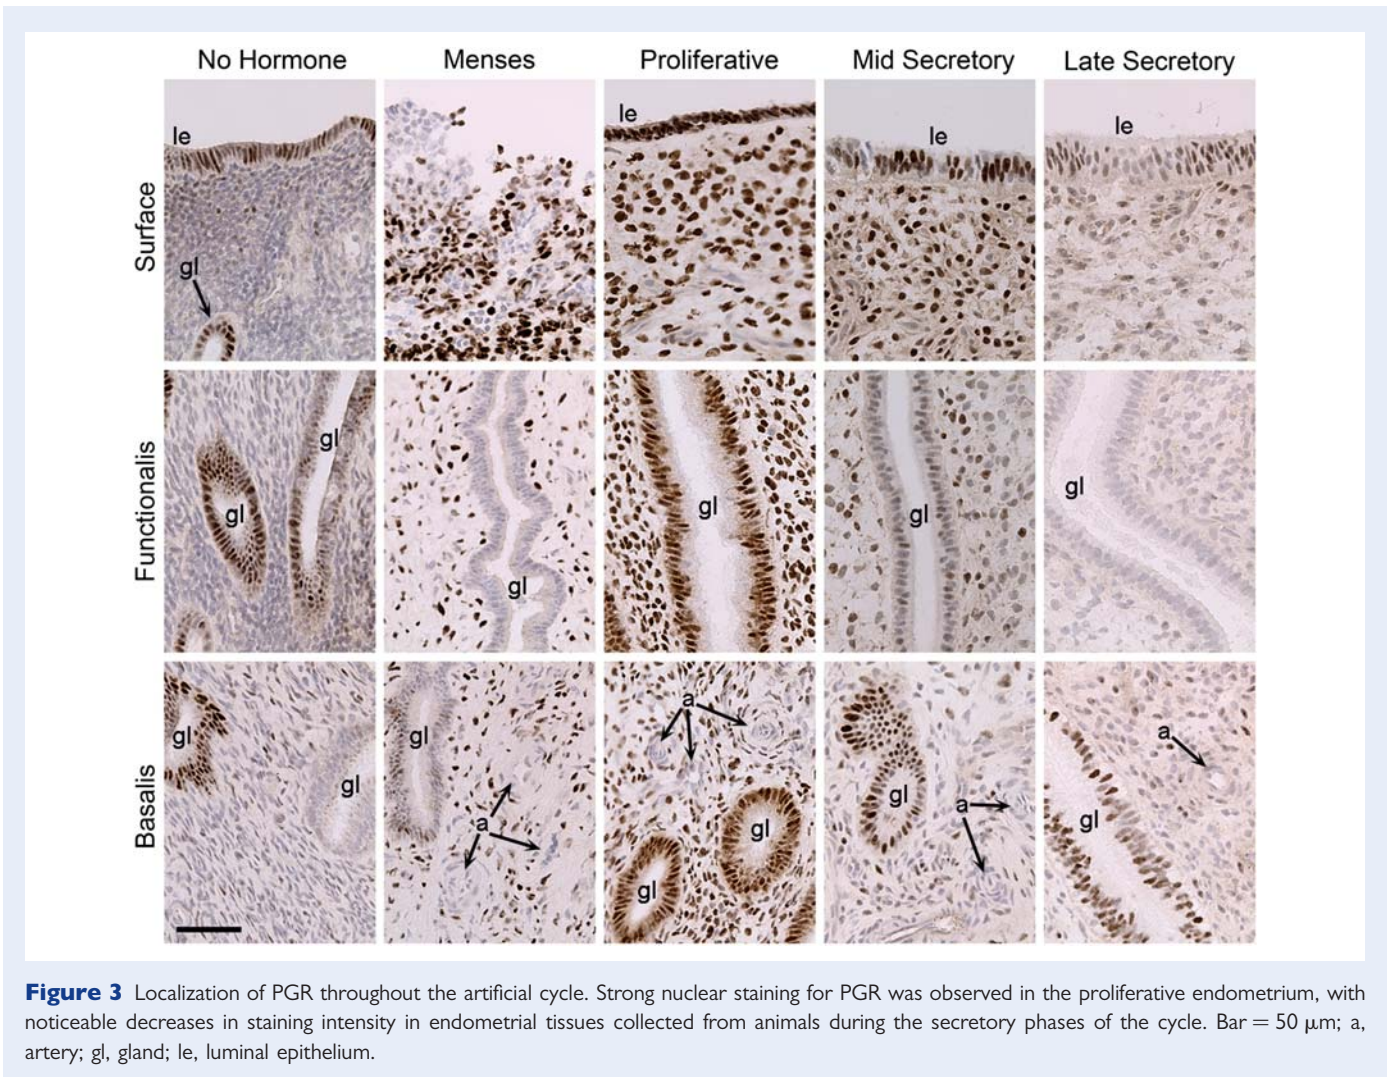 No Hormone Menses Proliferative Mid Secretory Late Secretory
Surface
le
gl
le
le
le
Functionalis
gl
gl
gl
gl
gl
gl
Basalis
gl
gl
gl
a
a
gl
gl
gl
a
a
gl
Figure 3 Localization of PGR throughout the artificial cycle. Strong nuclear staining for PGR was observed in the proliferative endometrium, with
noticeable decreases in staining intensity in endometrial tissues collected from animals during the secretory phases of the cycle. Bar = 50 μm; a,
artery; gl, gland; le, luminal epithelium.